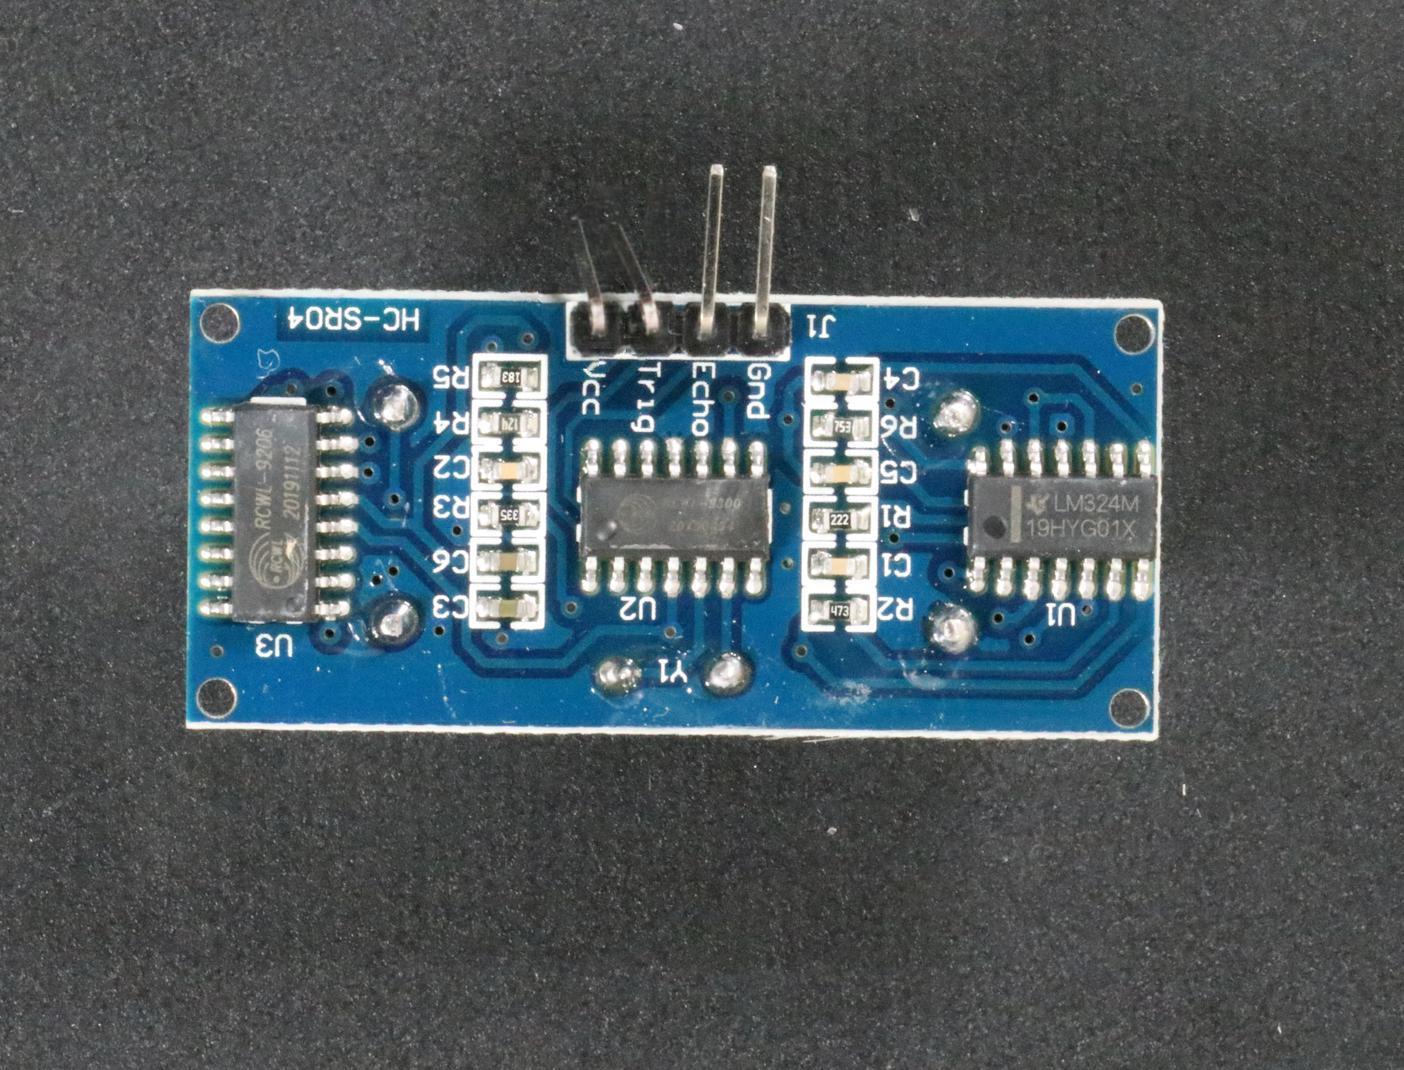 HC-SR04
J1
Vcc
Trig
Echo
Gnd
R5
183
R4
124
C2
R3
335
C6
C3
C4
R6
753
C5
R1
222
C1
R2
473
RCWL-9206
20191112
RCWL
U3
U2
LM324M
19HYG01X
U1
Y1